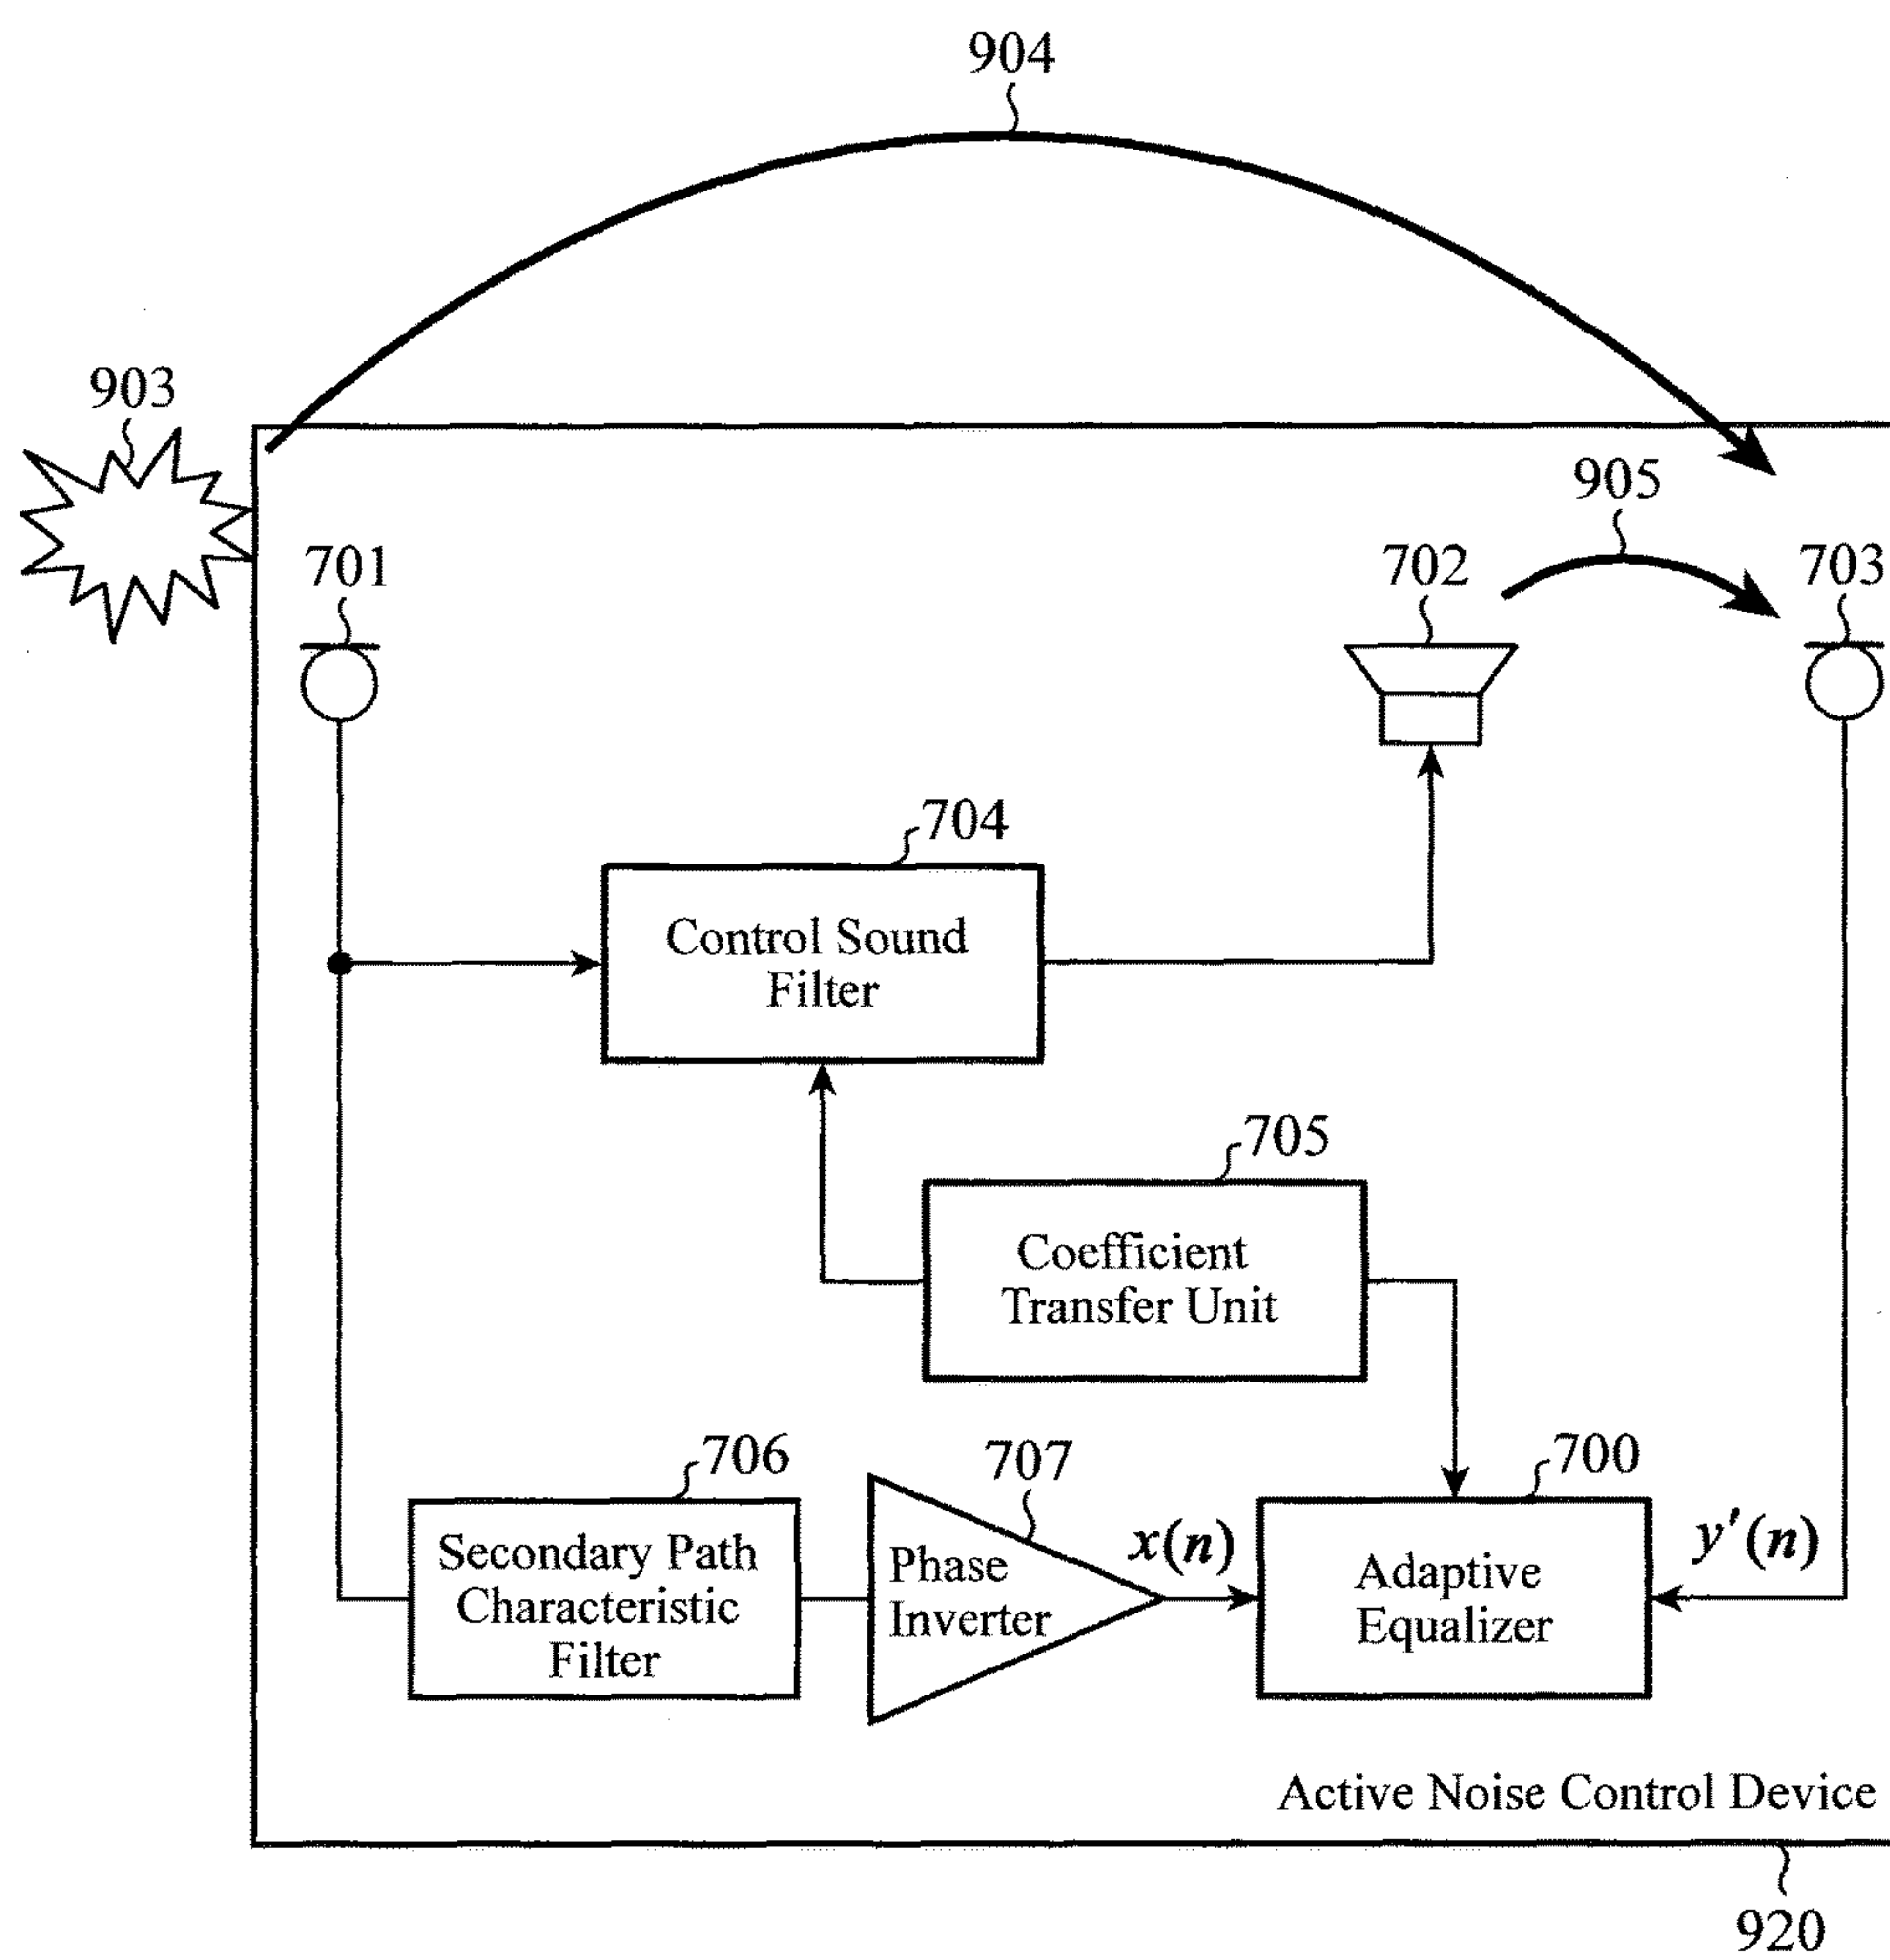 904
903
905
701
702
703
704
Control Sound
Filter
705
Coefficient
Transfer Unit
706
707
700
Secondary Path
Characteristic
Filter
Phase
Inverter
x(n)
Adaptive
Equalizer
y'(n)
Active Noise Control Device
920